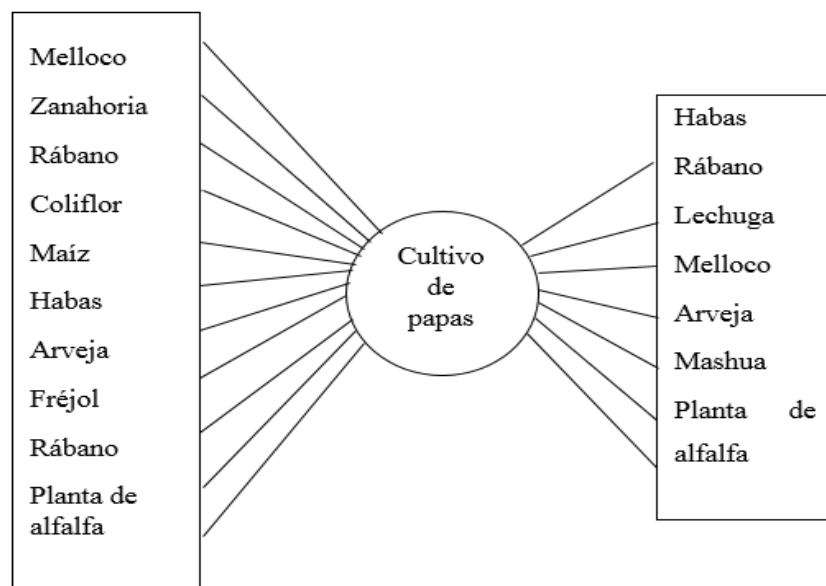 Melloco
Zanahoria
Rábano
Coliflor
Maíz
Habas
Arveja
Fréjol
Rábano
Planta de
alfalfa
Cultivo
de
papas
Habas
Rábano
Lechuga
Melloco
Arveja
Mashua
Planta de
alfalfa